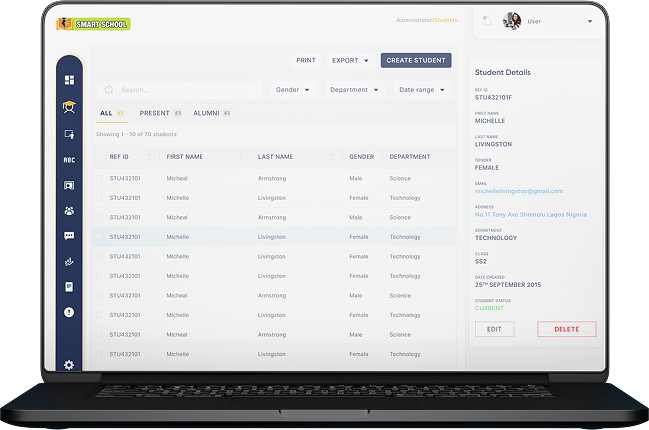 SMART SCHOOL
...Administrator/Students
User
PRINT
EXPORT
CREATE STUDENT
Search...
Gender
Department
Date range
ALL 43
PRESENT 43
ALUMNI 43
Showing 1 - 10 of 70 students
REF ID FIRST NAME LAST NAME GENDER DEPARTMENT
STU432101 Micheal Armstrong Male Science
STU432101 Michelle Livingston Female Technology
STU432101 Micheal Armstrong Male Science
STU432101 Michelle Livingston Female Technology
STU432101 Michelle Livingston Female Technology
STU432101 Michelle Livingston Female Technology
STU432101 Micheal Armstrong Male Science
STU432101 Michelle Livingston Female Technology
STU432101 Micheal Armstrong Male Science
STU432101 Michelle Livingston Female Technology
ABC
Student Details
REF ID
STU432101F
FIRST NAME
MICHELLE
LAST NAME
LIVINGSTON
GENDER
FEMALE
EMAIL
michellelivingston@gmail.com
ADDRESS
No.11 Tony Ave Shomolu Lagos Nigeria
DEPARTMENT
TECHNOLOGY
CLASS
SS2
DATE CREATED
25TH SEPTEMBER 2015
STUDENT STATUS
CURRENT
EDIT
DELETE